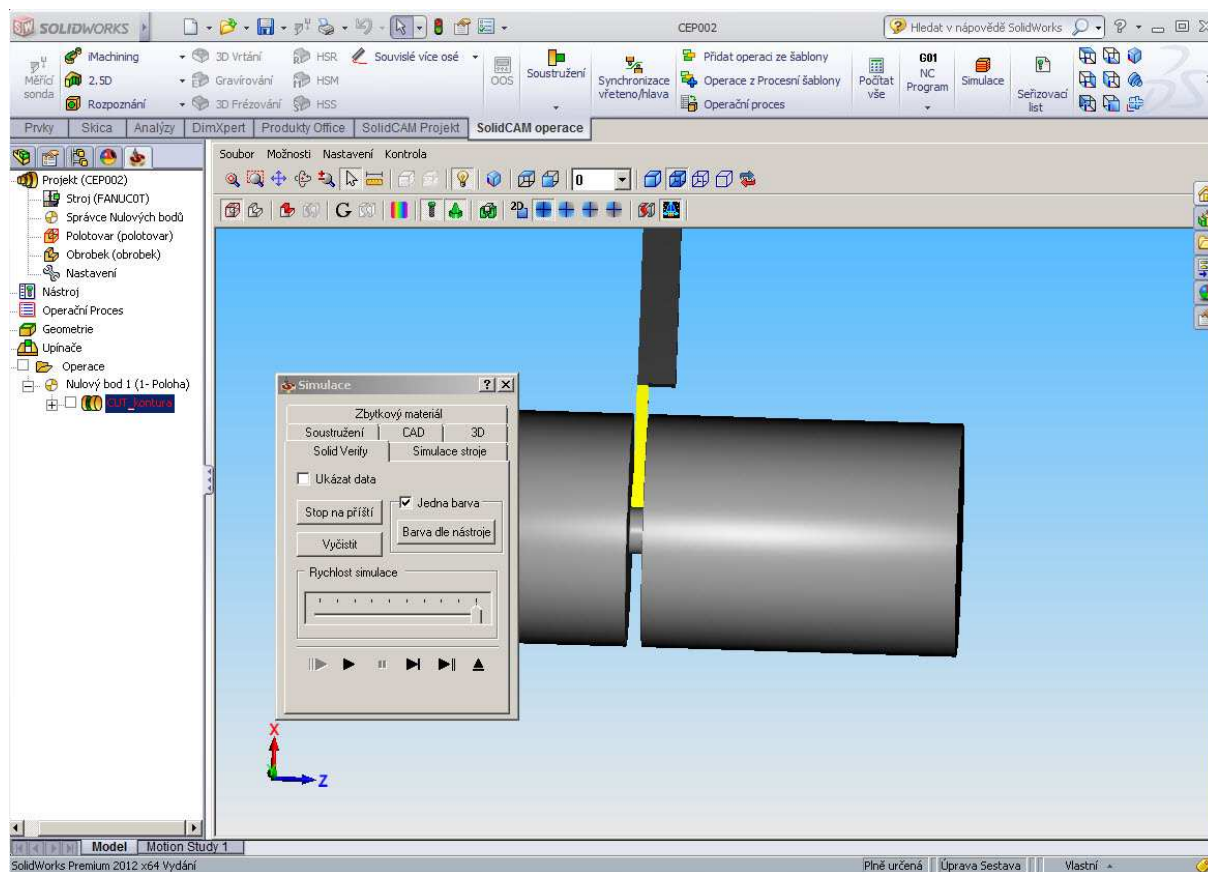 SOLIDWORKS
CEP002
Hledat v nápovědě SolidWorks
Měřící sonda
iMachining
2.5D
Rozpoznání
3D Vrtání
Gravírování
3D Frézování
HSR
HSM
HSS
Souvislé více osé
OOS
Soustružení
Synchronizace vřeteno/hlava
Přidat operaci ze šablony
Operace z Procesní šablony
Operační proces
Počítat vše
G01
NC Program
Simulace
Seřizovací list
Prvky Skica Analýzy DimXpert Produkty Office SolidCAM Projekt SolidCAM operace
Soubor Možnosti Nastavení Kontrola
0
G
2D
Projekt (CEP002)
Stroj (FANUC0T)
Správce Nulových bodů
Polotovar (polotovar)
Obrobek (obrobek)
Nastavení
Nástroj
Operační Proces
Geometrie
Upínače
Operace
Nulový bod 1 (1- Poloha)
CUT_kontura
Simulace
Zbytkový materiál
Soustružení CAD 3D
Solid Verify Simulace stroje
Ukázat data
Stop na příští
Jedna barva
Vyčistit
Barva dle nástroje
Rychlost simulace
X
Z
Model Motion Study 1
SolidWorks Premium 2012 x64 Vydání
Plně určená Úprava Sestava Vlastní